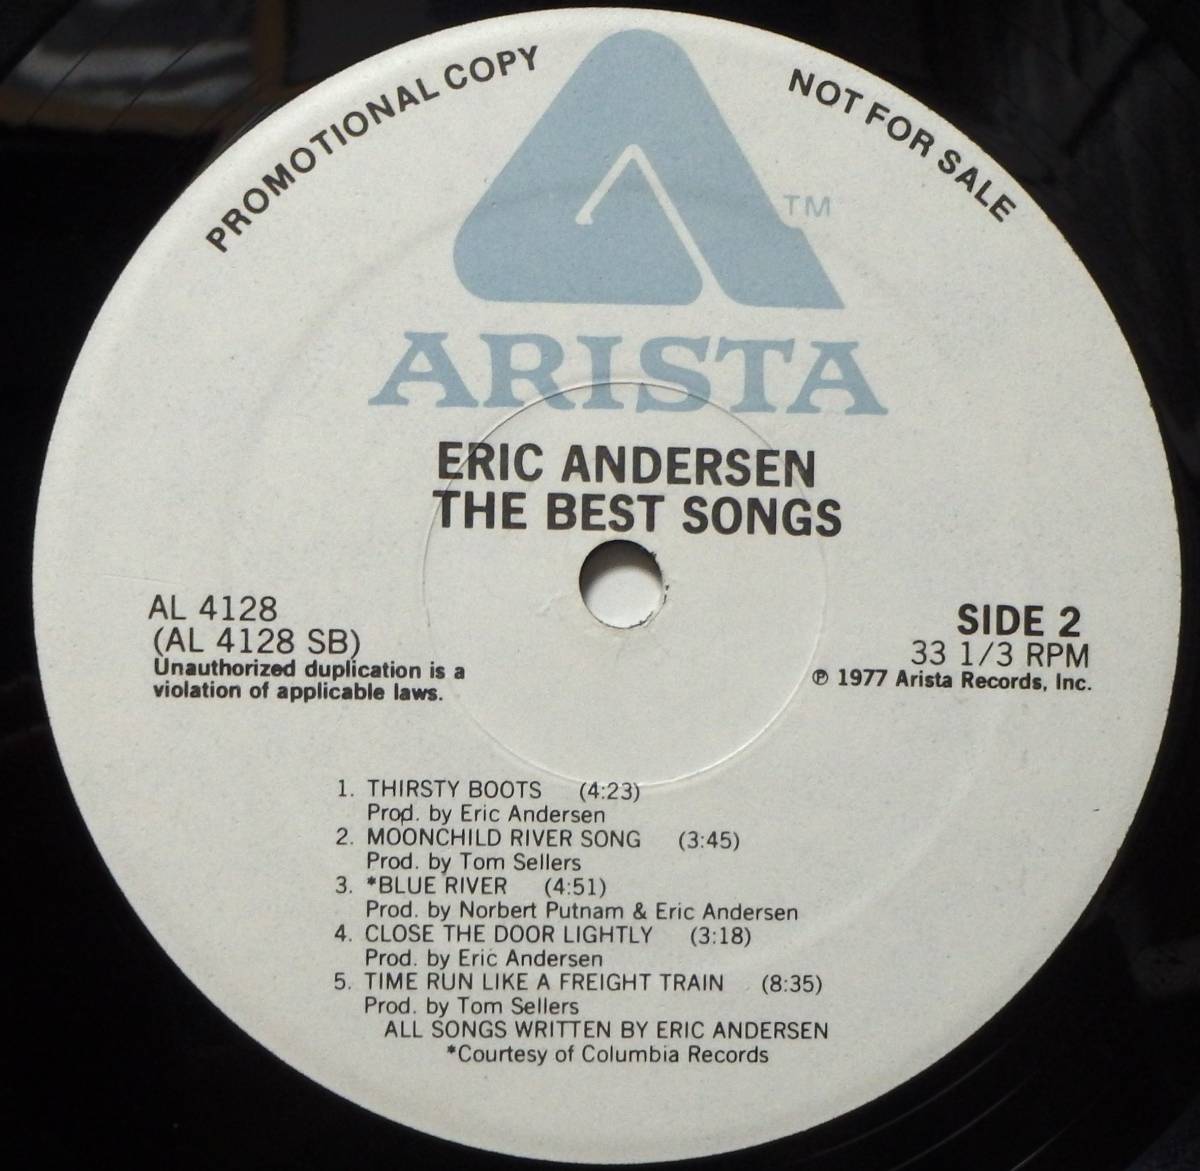 PROMOTIONAL COPY
NOT FOR SALE
TM
ARISTA
ERIC ANDERSEN
THE BEST SONGS
AL 4128
(AL 4128 SB)
Unauthorized duplication is a
violation of applicable laws.
SIDE 2
33 1/3 RPM
℗ 1977 Arista Records, Inc.
1. THIRSTY BOOTS (4:23)
Prod. by Eric Andersen
2. MOONCHILD RIVER SONG (3:45)
Prod. by Tom Sellers
3. *BLUE RIVER (4:51)
Prod. by Norbert Putnam & Eric Andersen
4. CLOSE THE DOOR LIGHTLY (3:18)
Prod. by Eric Andersen
5. TIME RUN LIKE A FREIGHT TRAIN (8:35)
Prod. by Tom Sellers
ALL SONGS WRITTEN BY ERIC ANDERSEN
*Courtesy of Columbia Records